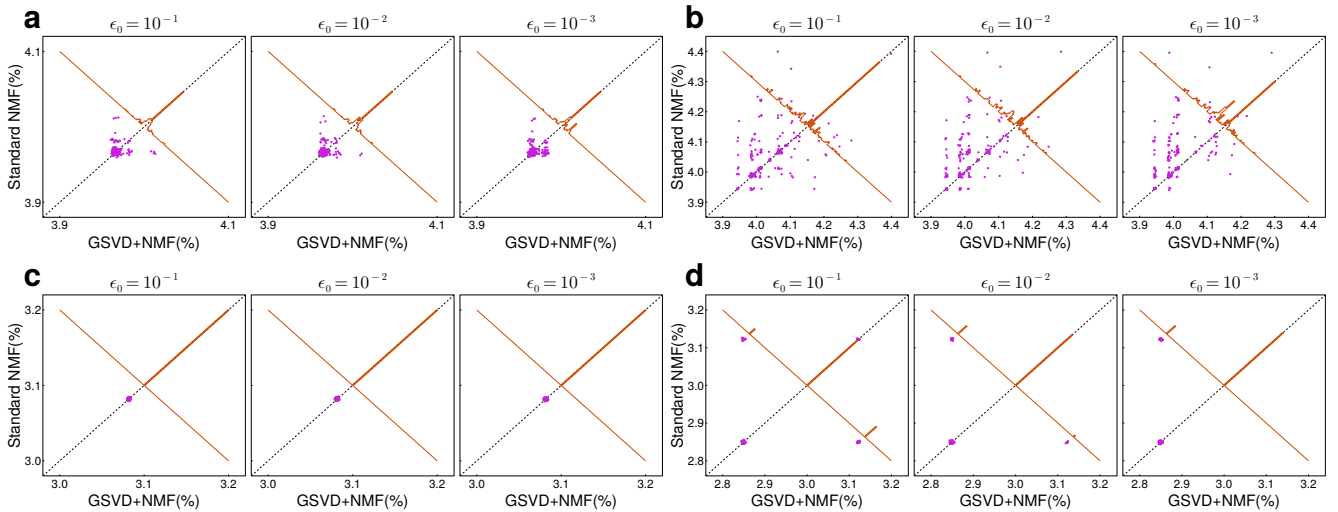 a
ϵ₀ = 10⁻¹ ϵ₀ = 10⁻² ϵ₀ = 10⁻³
Standard NMF(%)
4.1
3.9
3.9 4.1 3.9 4.1 3.9 4.1
GSVD+NMF(%) GSVD+NMF(%) GSVD+NMF(%)
b
ϵ₀ = 10⁻¹ ϵ₀ = 10⁻² ϵ₀ = 10⁻³
Standard NMF(%)
4.4
4.3
4.2
4.1
4.0
3.9
3.9 4.0 4.1 4.2 4.3 4.4 3.9 4.0 4.1 4.2 4.3 4.4 3.9 4.0 4.1 4.2 4.3 4.4
GSVD+NMF(%) GSVD+NMF(%) GSVD+NMF(%)
c
ϵ₀ = 10⁻¹ ϵ₀ = 10⁻² ϵ₀ = 10⁻³
Standard NMF(%)
3.2
3.1
3.0
3.0 3.1 3.2 3.0 3.1 3.2 3.0 3.1 3.2
GSVD+NMF(%) GSVD+NMF(%) GSVD+NMF(%)
d
ϵ₀ = 10⁻¹ ϵ₀ = 10⁻² ϵ₀ = 10⁻³
Standard NMF(%)
3.2
3.1
3.0
2.9
2.8
2.8 2.9 3.0 3.1 3.2 2.8 2.9 3.0 3.1 3.2 2.8 2.9 3.0 3.1 3.2
GSVD+NMF(%) GSVD+NMF(%) GSVD+NMF(%)